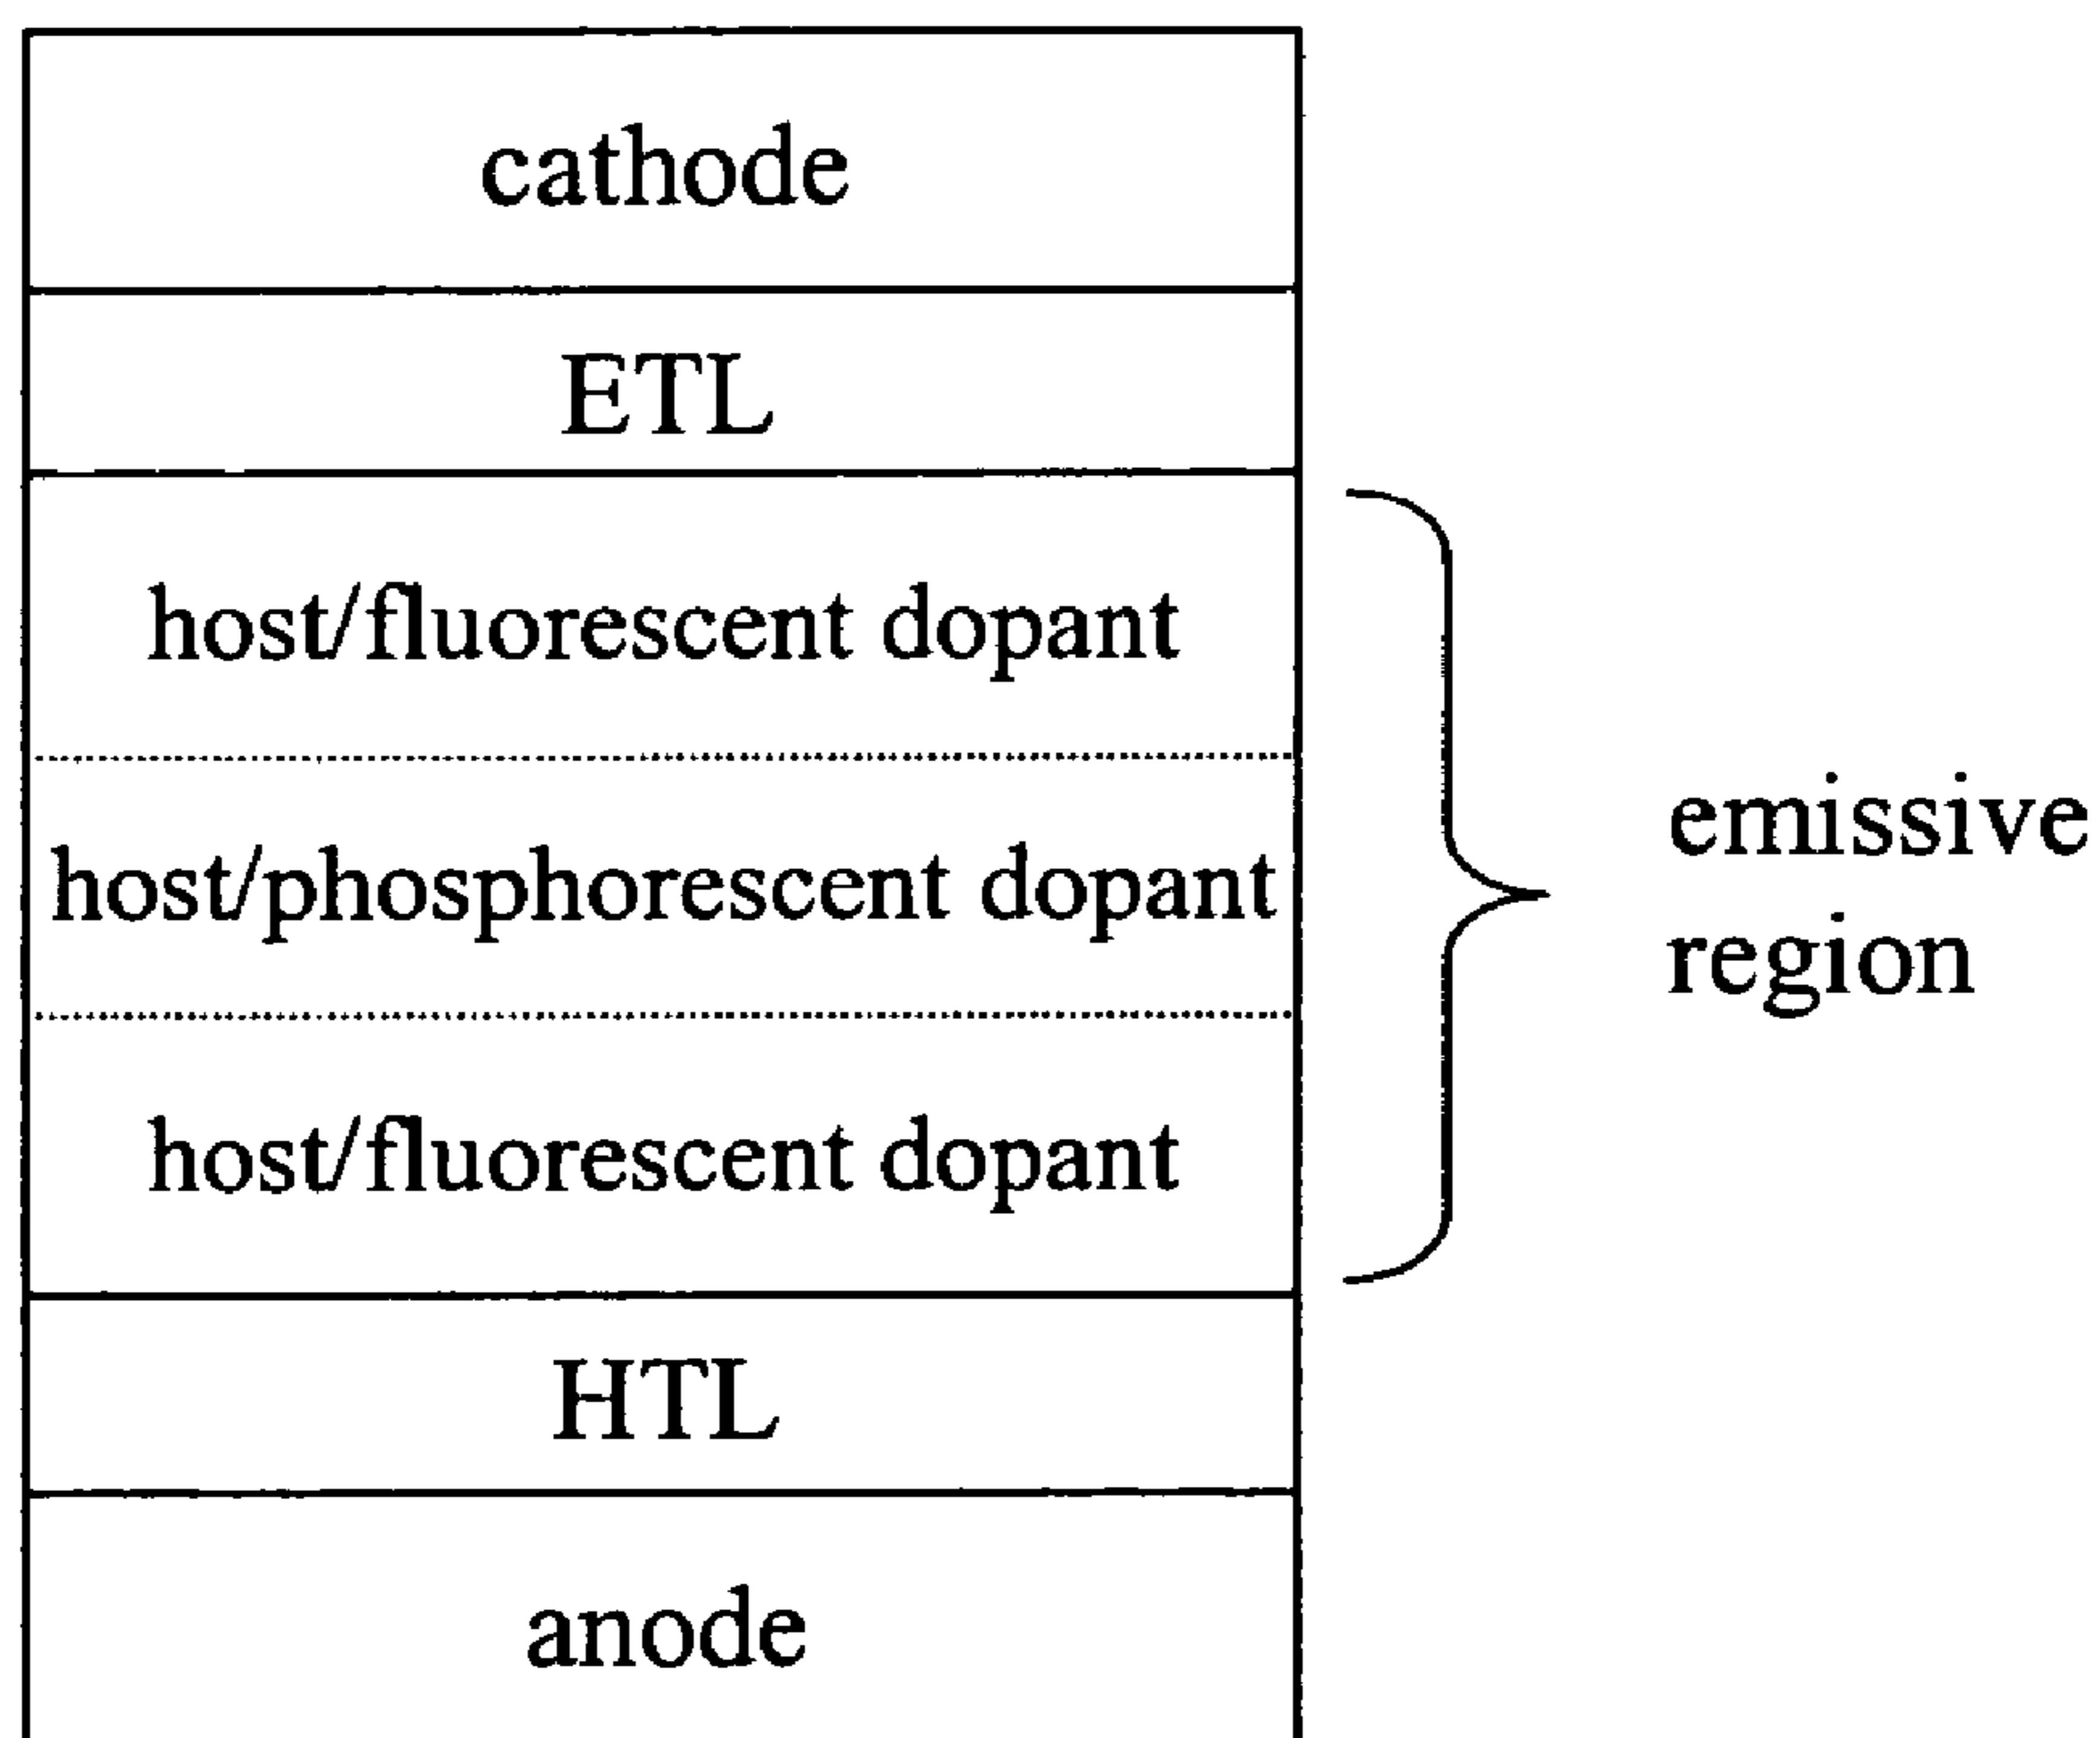 cathode
ETL
host/fluorescent dopant
host/phosphorescent dopant
host/fluorescent dopant
HTL
anode
emissive
region